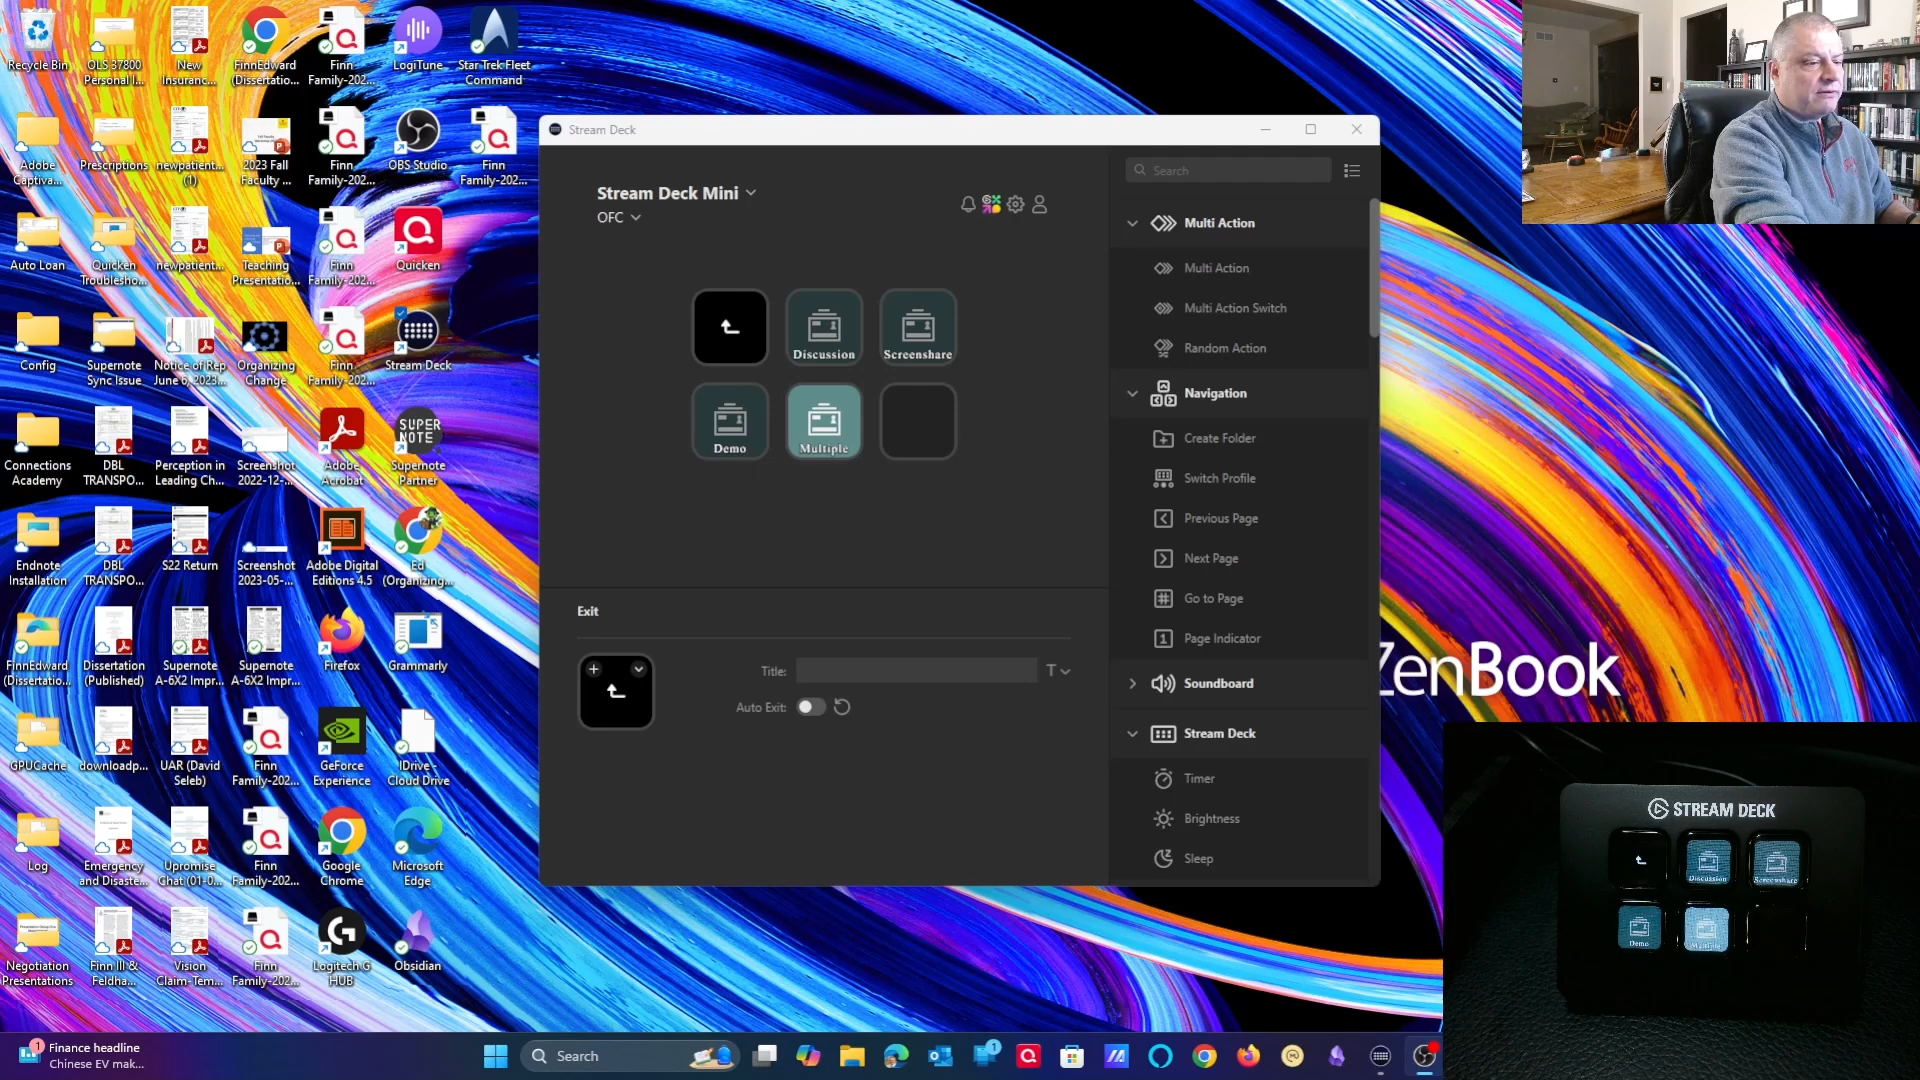 Recycle Bin
OLS 37800
Personal I...
New
Insuranc...
FinnEdward
(Dissertatio...
Finn
Family-202...
LogiTune
Star Trek Fleet
Command
Adobe
Captiva...
Prescriptions
newpatient...
(1)
2023 Fall
Faculty ...
Finn
Family-202...
OBS Studio
Finn
Family-202...
Auto Loan
Quicken
Troublesho...
newpatient...
Teaching
Presentatio...
Finn
Family-202...
Quicken
Config
Supernote
Sync Issue
Notice of Rep
June 6, 2023...
Organizing
Change
Finn
Family-202...
Stream Deck
Connections
Academy
DBL
TRANSPO...
Perception in
Leading Ch...
Screenshot
2022-12-...
Adobe
Acrobat
SUPER
NOTE
Supernote
Partner
Endnote
Installation
DBL
TRANSPO...
S22 Return
Screenshot
2023-05-...
Adobe Digital
Editions 4.5
Ed
(Organizing...
FinnEdward
(Dissertatio...
Dissertation
(Published)
Supernote
A-6X2 Impr...
Supernote
A-6X2 Impr...
Firefox
Grammarly
GPUCache
downloadp...
UAR (David
Seleb)
Finn
Family-202...
GeForce
Experience
IDrive -
Cloud Drive
Log
Emergency
and Disaste...
Upromise
Chat (01-0...
Finn
Family-202...
Google
Chrome
Microsoft
Edge
Negotiation
Presentations
Finn III &
Feldha...
Vision
Claim-Tem...
Finn
Family-202...
Logitech G
HUB
Obsidian
Stream Deck
Stream Deck Mini
OFC
Discussion
Screenshare
Demo
Multiple
Exit
Title:
T
Auto Exit:
Search
Multi Action
Multi Action
Multi Action Switch
Random Action
Navigation
Create Folder
Switch Profile
Previous Page
Next Page
Go to Page
Page Indicator
Soundboard
Stream Deck
Timer
Brightness
Sleep
ZenBook
STREAM DECK
Discussion
Screenshare
Demo
Multiple
1
Finance headline
Chinese EV mak...
Search
1